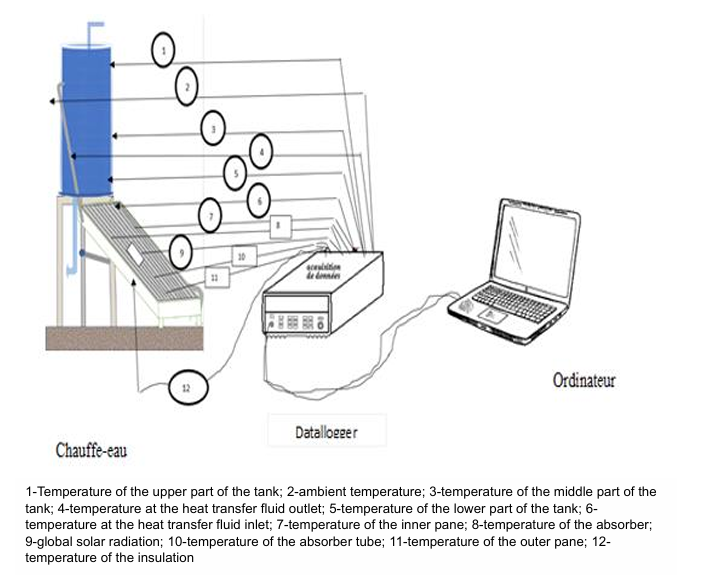 1
2
3
4
5
6
7
8
9
10
11
12
acquisition
de données
Ordinateur
Datallogger
Chauffe-eau
1-Temperature of the upper part of the tank; 2-ambient temperature; 3-temperature of the middle part of the
tank; 4-temperature at the heat transfer fluid outlet; 5-temperature of the lower part of the tank; 6-
temperature at the heat transfer fluid inlet; 7-temperature of the inner pane; 8-temperature of the absorber;
9-global solar radiation; 10-temperature of the absorber tube; 11-temperature of the outer pane; 12-
temperature of the insulation